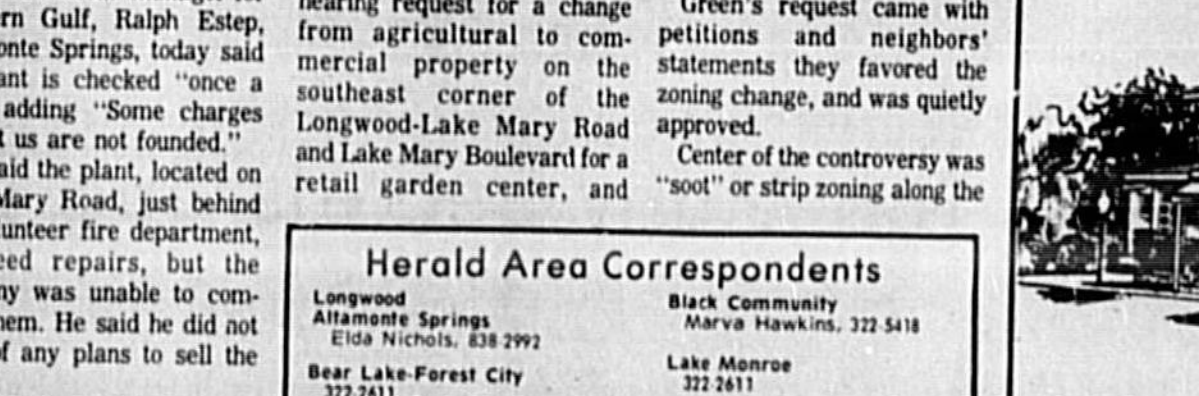 rn Gulf, Ralph Estep,
onte Springs, today said
ant is checked "once a
adding "Some charges
t us are not founded."
aid the plant, located on
Mary Road, just behind
unteer fire department,
eed repairs, but the
ny was unable to com-
hem. He said he did not
of any plans to sell the
hearing request for a change
from agricultural to com-
mercial property on the
southeast corner of the
Longwood-Lake Mary Road
and Lake Mary Boulevard for a
retail garden center, and
Green's request came with
petitions and neighbors'
statements they favored the
zoning change, and was quietly
approved.
Center of the controversy was
"soot" or strip zoning along the
Herald Area Correspondents
Longwood
Altamonte Springs
Elda Nichols, 838-2992
Bear Lake-Forest City
322-2611
Black Community
Marva Hawkins, 322-5418
Lake Monroe
322-2611